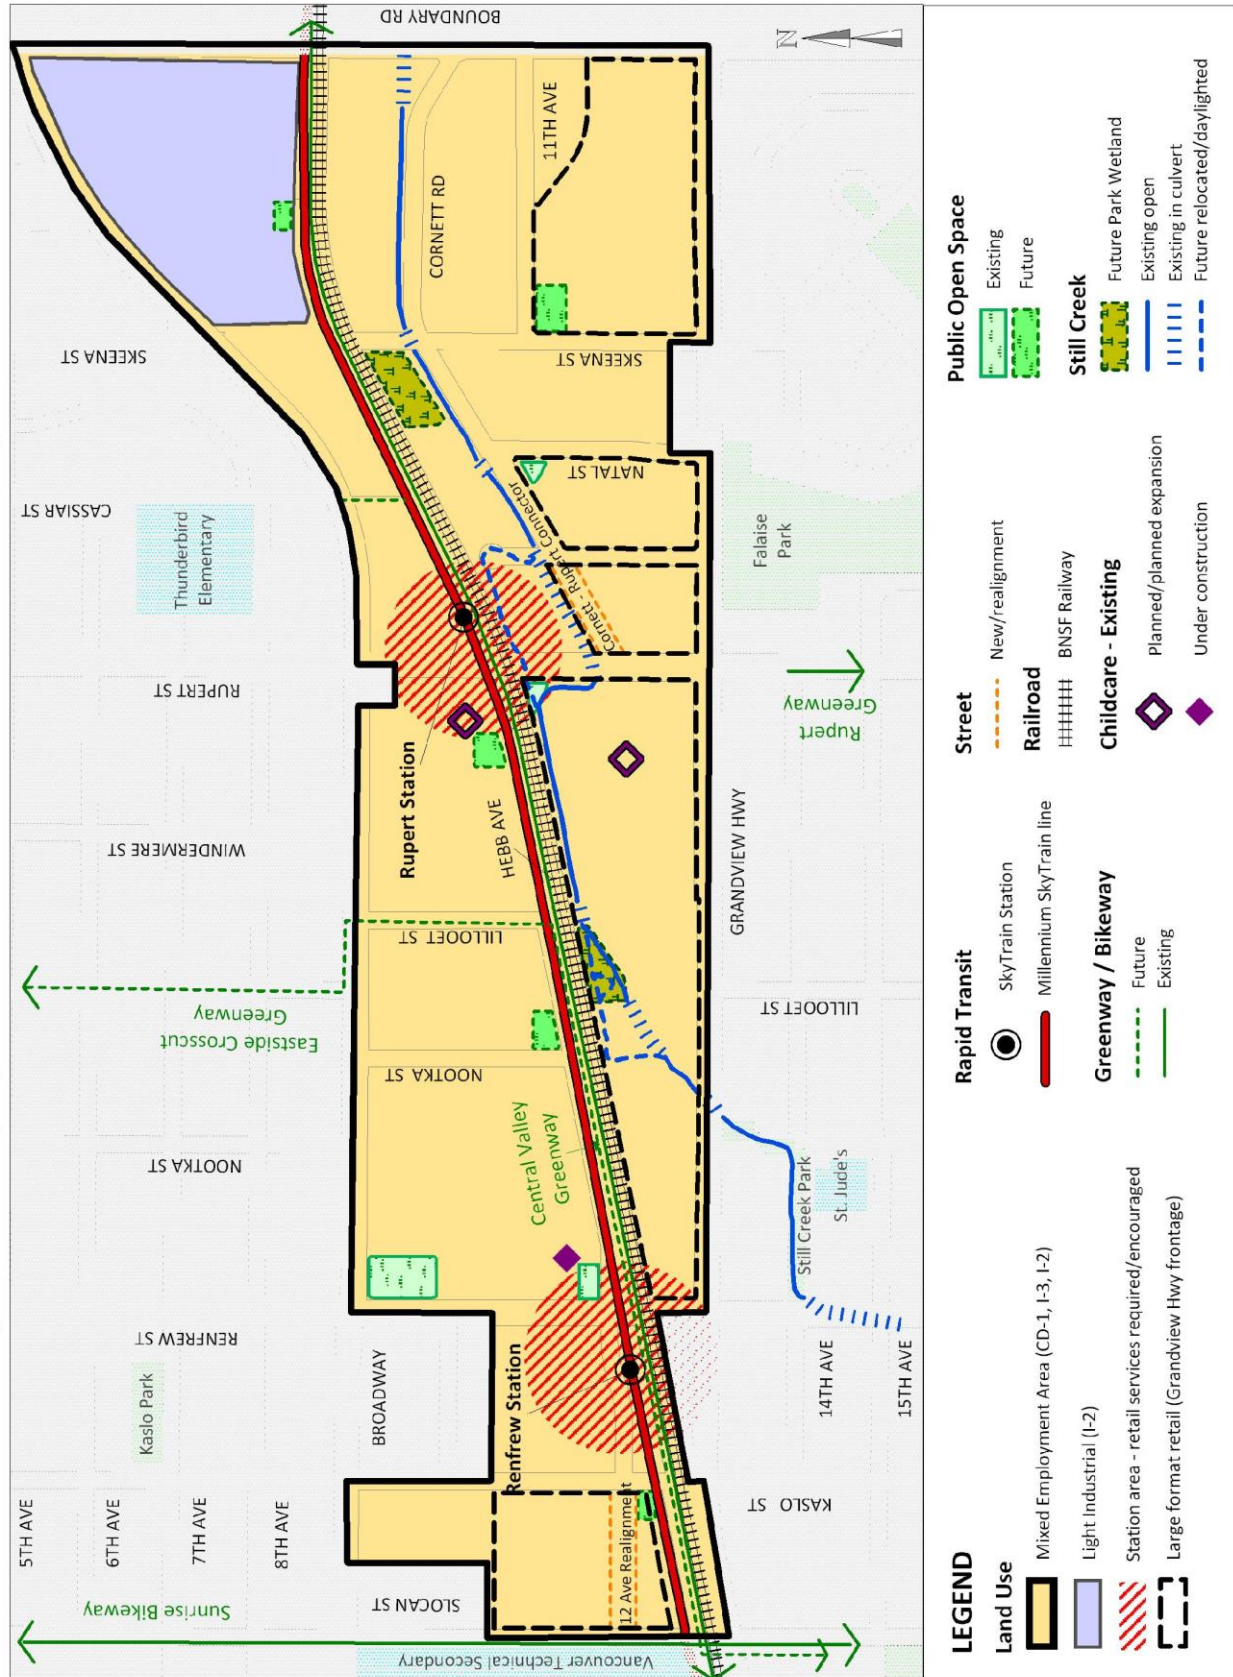 BOUNDARY RD
N
CORNETT RD
11TH AVE
SKEENA ST
SKEENA ST
CASSIAR ST
Thunderbird
Elementary
NATAL ST
Cornett - Rupert Connector
Falaise
Park
RUPERT ST
Rupert Station
Rupert
Greenway
WINDERMERE ST
HEBB AVE
GRANDVIEW HWY
LILLOOET ST
LILLOOET ST
Eastside Crosscut
Greenway
NOOTKA ST
NOOTKA ST
Central Valley
Greenway
Still Creek Park
St. Jude's
RENFREW ST
Kaslo Park
BROADWAY
Renfrew Station
14TH AVE
15TH AVE
5TH AVE
6TH AVE
7TH AVE
8TH AVE
KASLO
ST
12 Ave Realignment
SLOCAN ST
Sunrise Bikeway
Vancouver Technical Secondary
LEGEND
Land Use
Mixed Employment Area (CD-1, I-3, I-2)
Light Industrial (I-2)
Station area - retail services required/encouraged
Large format retail (Grandview Hwy frontage)
Rapid Transit
SkyTrain Station
Millennium SkyTrain line
Greenway / Bikeway
Future
Existing
Street
New/realignment
Railroad
BNSF Railway
Childcare - Existing
Planned/planned expansion
Under construction
Public Open Space
Existing
Future
Still Creek
Future Park Wetland
Existing open
Existing in culvert
Future relocated/daylighted